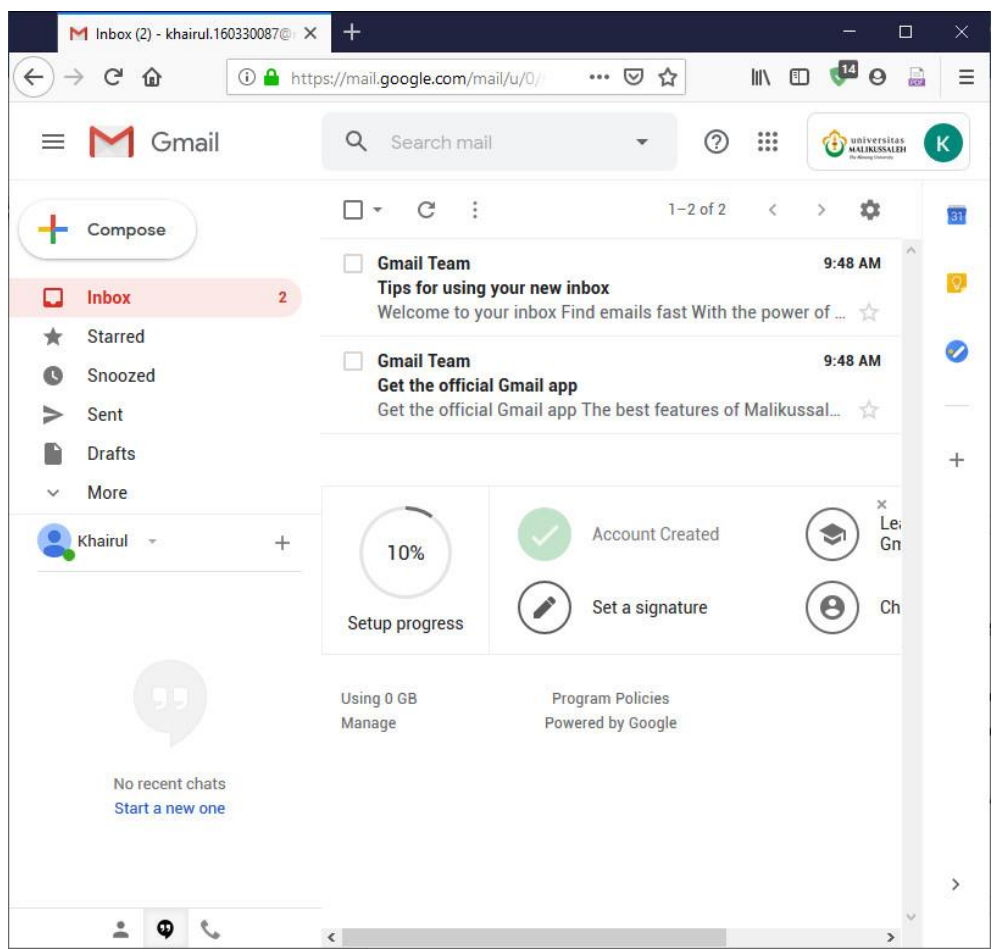 Inbox (2) - khairul.160330087@
https://mail.google.com/mail/u/0/
14
Gmail
Search mail
universitas
MALIKUSSALEH
K
Compose
1–2 of 2
31
Inbox 2
Starred
Snoozed
Sent
Drafts
More
Gmail Team 9:48 AM
Tips for using your new inbox
Welcome to your inbox Find emails fast With the power of ...
Gmail Team 9:48 AM
Get the official Gmail app
Get the official Gmail app The best features of Malikussal...
Khairul
10%
Setup progress
Account Created
Set a signature
Lea
Gm
Ch
Using 0 GB
Manage
Program Policies
Powered by Google
No recent chats
Start a new one